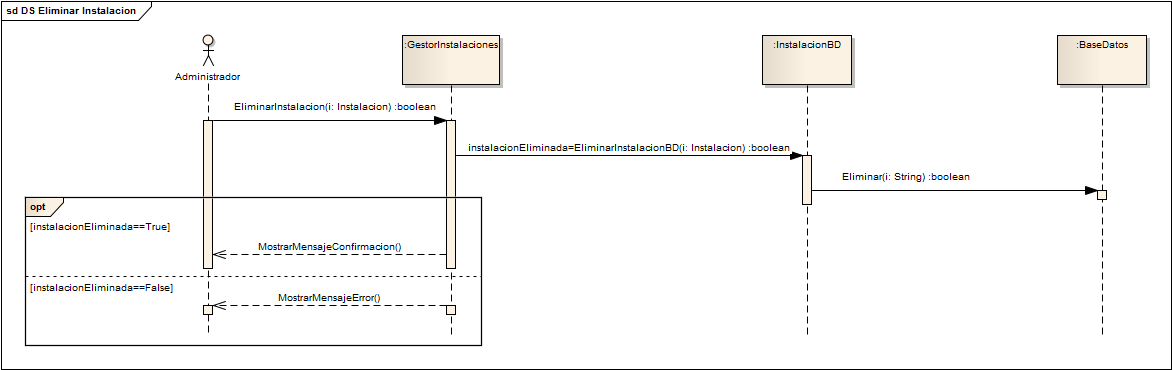 sd DS Eliminar Instalacion
:GestorInstalaciones
:InstalacionBD
:BaseDatos
Administrador
EliminarInstalacion(i: Instalacion) :boolean
instalacionEliminada=EliminarInstalacionBD(i: Instalacion) :boolean
Eliminar(i: String) :boolean
opt
[instalacionEliminada==True]
MostrarMensajeConfirmacion()
[instalacionEliminada==False]
MostrarMensajeError()